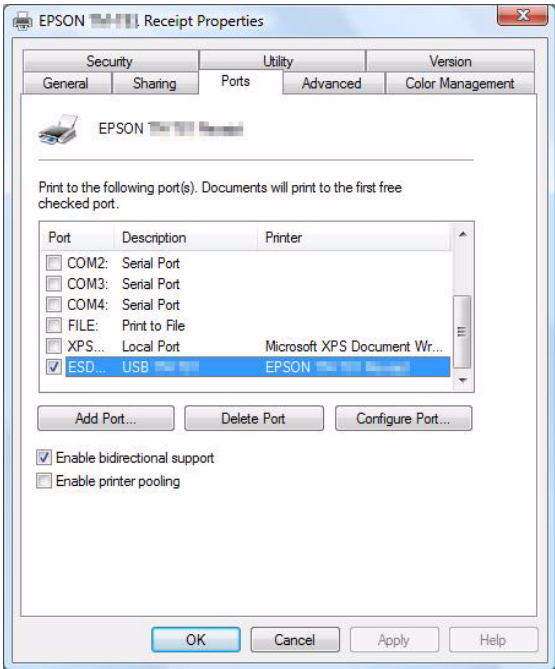 EPSON Receipt Properties
Security Utility Version
General Sharing Ports Advanced Color Management
EPSON
Print to the following port(s). Documents will print to the first free
checked port.
Port Description Printer
COM2: Serial Port
COM3: Serial Port
COM4: Serial Port
FILE: Print to File
XPS... Local Port Microsoft XPS Document Wr...
ESD... USB EPSON
Add Port... Delete Port Configure Port...
Enable bidirectional support
Enable printer pooling
OK Cancel Apply Help